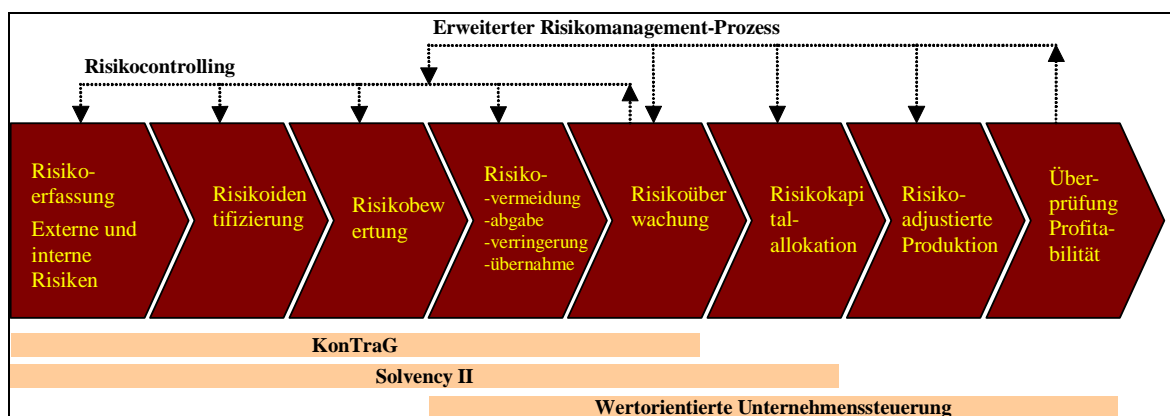 Erweiterter Risikomanagement-Prozess
Risikocontrolling
Risiko-
erfassung
Externe und
interne
Risiken
Risikoiden
tifizierung
Risikobew
ertung
Risiko-
-vermeidung
-abgabe
-verringerung
-übernahme
Risikoüber
wachung
Risikokapi
tal-
allokation
Risiko-
adjustierte
Produktion
Über-
prüfung
Profita-
bilität
KonTraG
Solvency II
Wertorientierte Unternehmenssteuerung